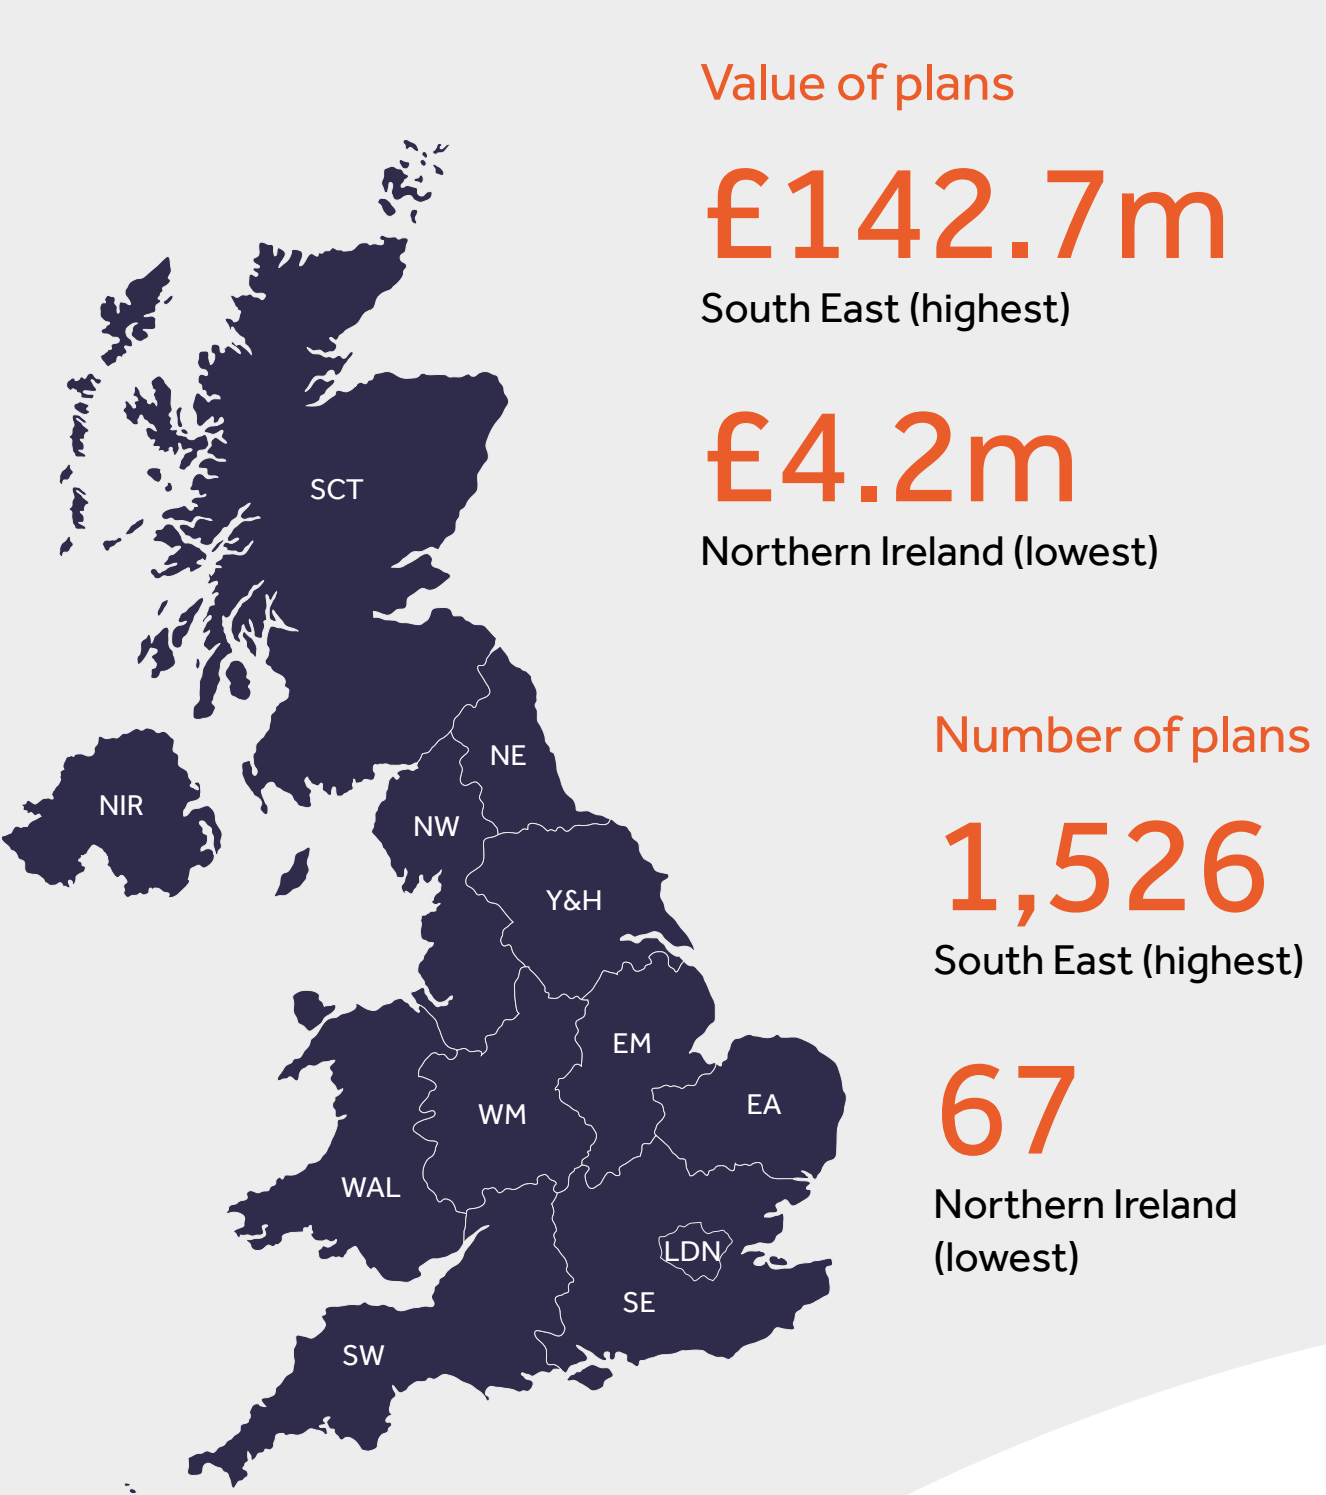 Value of plans
£142.7m
South East (highest)
£4.2m
Northern Ireland (lowest)
Number of plans
1,526
South East (highest)
67
Northern Ireland
(lowest)
SCT
NE
NIR
NW
Y&H
EM
EA
WM
WAL
LDN
SE
SW